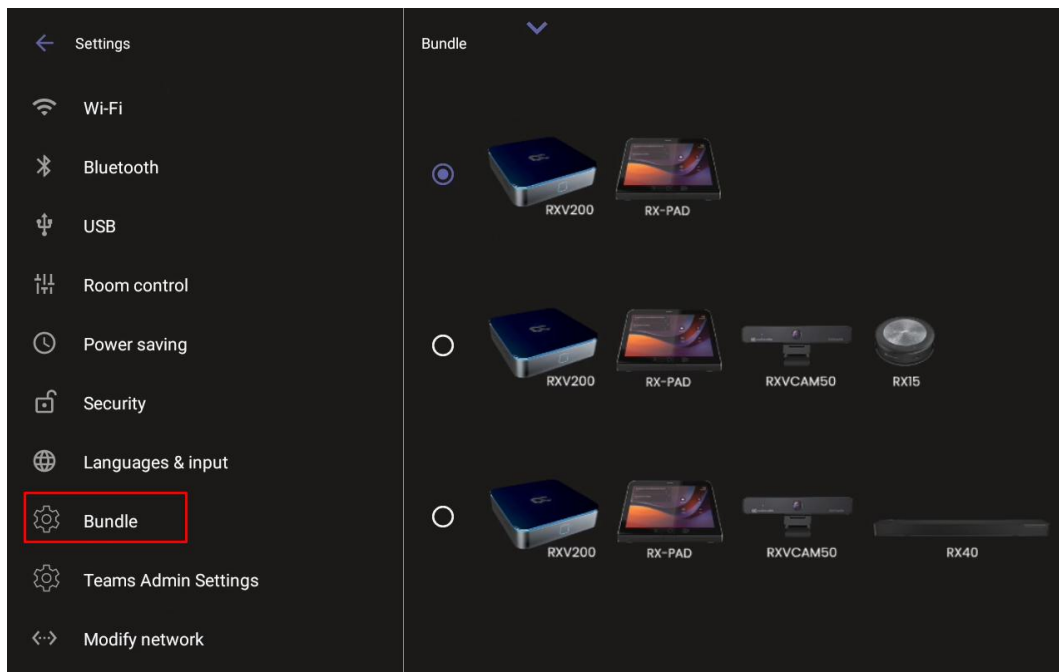 Settings
Wi-Fi
Bluetooth
USB
Room control
Power saving
Security
Languages & input
Bundle
Teams Admin Settings
Modify network
Bundle
RXV200 RX-PAD
RXV200 RX-PAD RXVCAM50 RX15
RXV200 RX-PAD RXVCAM50 RX40